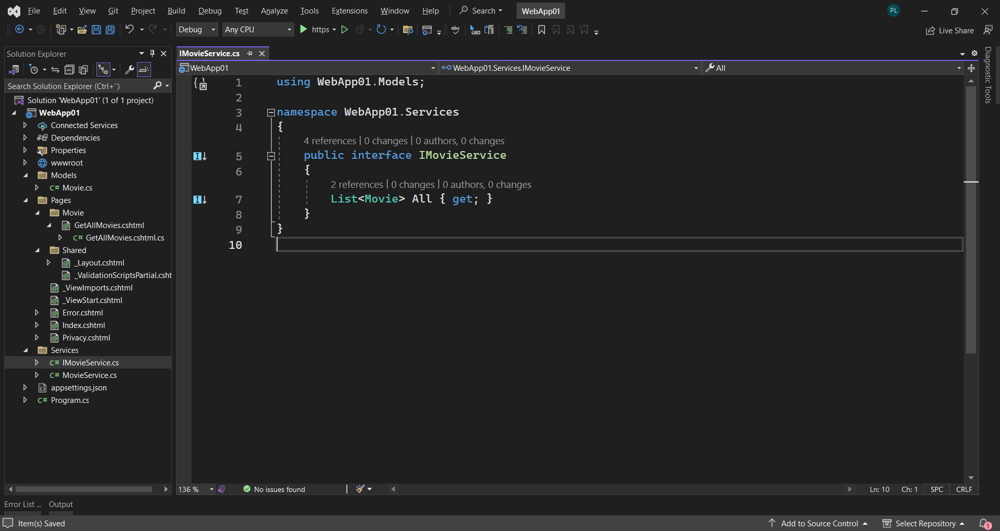 File Edit View Git Project Build Debug Test Analyze Tools Extensions Window Help Search WebApp01 PL
Debug Any CPU https abc Live Share
Solution Explorer
Search Solution Explorer (Ctrl+¨)
Solution 'WebApp01' (1 of 1 project)
WebApp01
Connected Services
Dependencies
Properties
wwwroot
Models
C# Movie.cs
Pages
Movie
GetAllMovies.cshtml
C# GetAllMovies.cshtml.cs
Shared
_Layout.cshtml
_ValidationScriptsPartial.csht
_ViewImports.cshtml
_ViewStart.cshtml
Error.cshtml
Index.cshtml
Privacy.cshtml
Services
C# IMovieService.cs
C# MovieService.cs
appsettings.json
C# Program.cs
IMovieService.cs
WebApp01 WebApp01.Services.IMovieService All
1 using WebApp01.Models;
2
3 namespace WebApp01.Services
4 {
4 references | 0 changes | 0 authors, 0 changes
5 public interface IMovieService
6 {
2 references | 0 changes | 0 authors, 0 changes
7 List<Movie> All { get; }
8 }
9 }
10
Diagnostic Tools
136 % No issues found Ln: 10 Ch: 1 SPC CRLF
Error List ... Output
Item(s) Saved Add to Source Control Select Repository 1